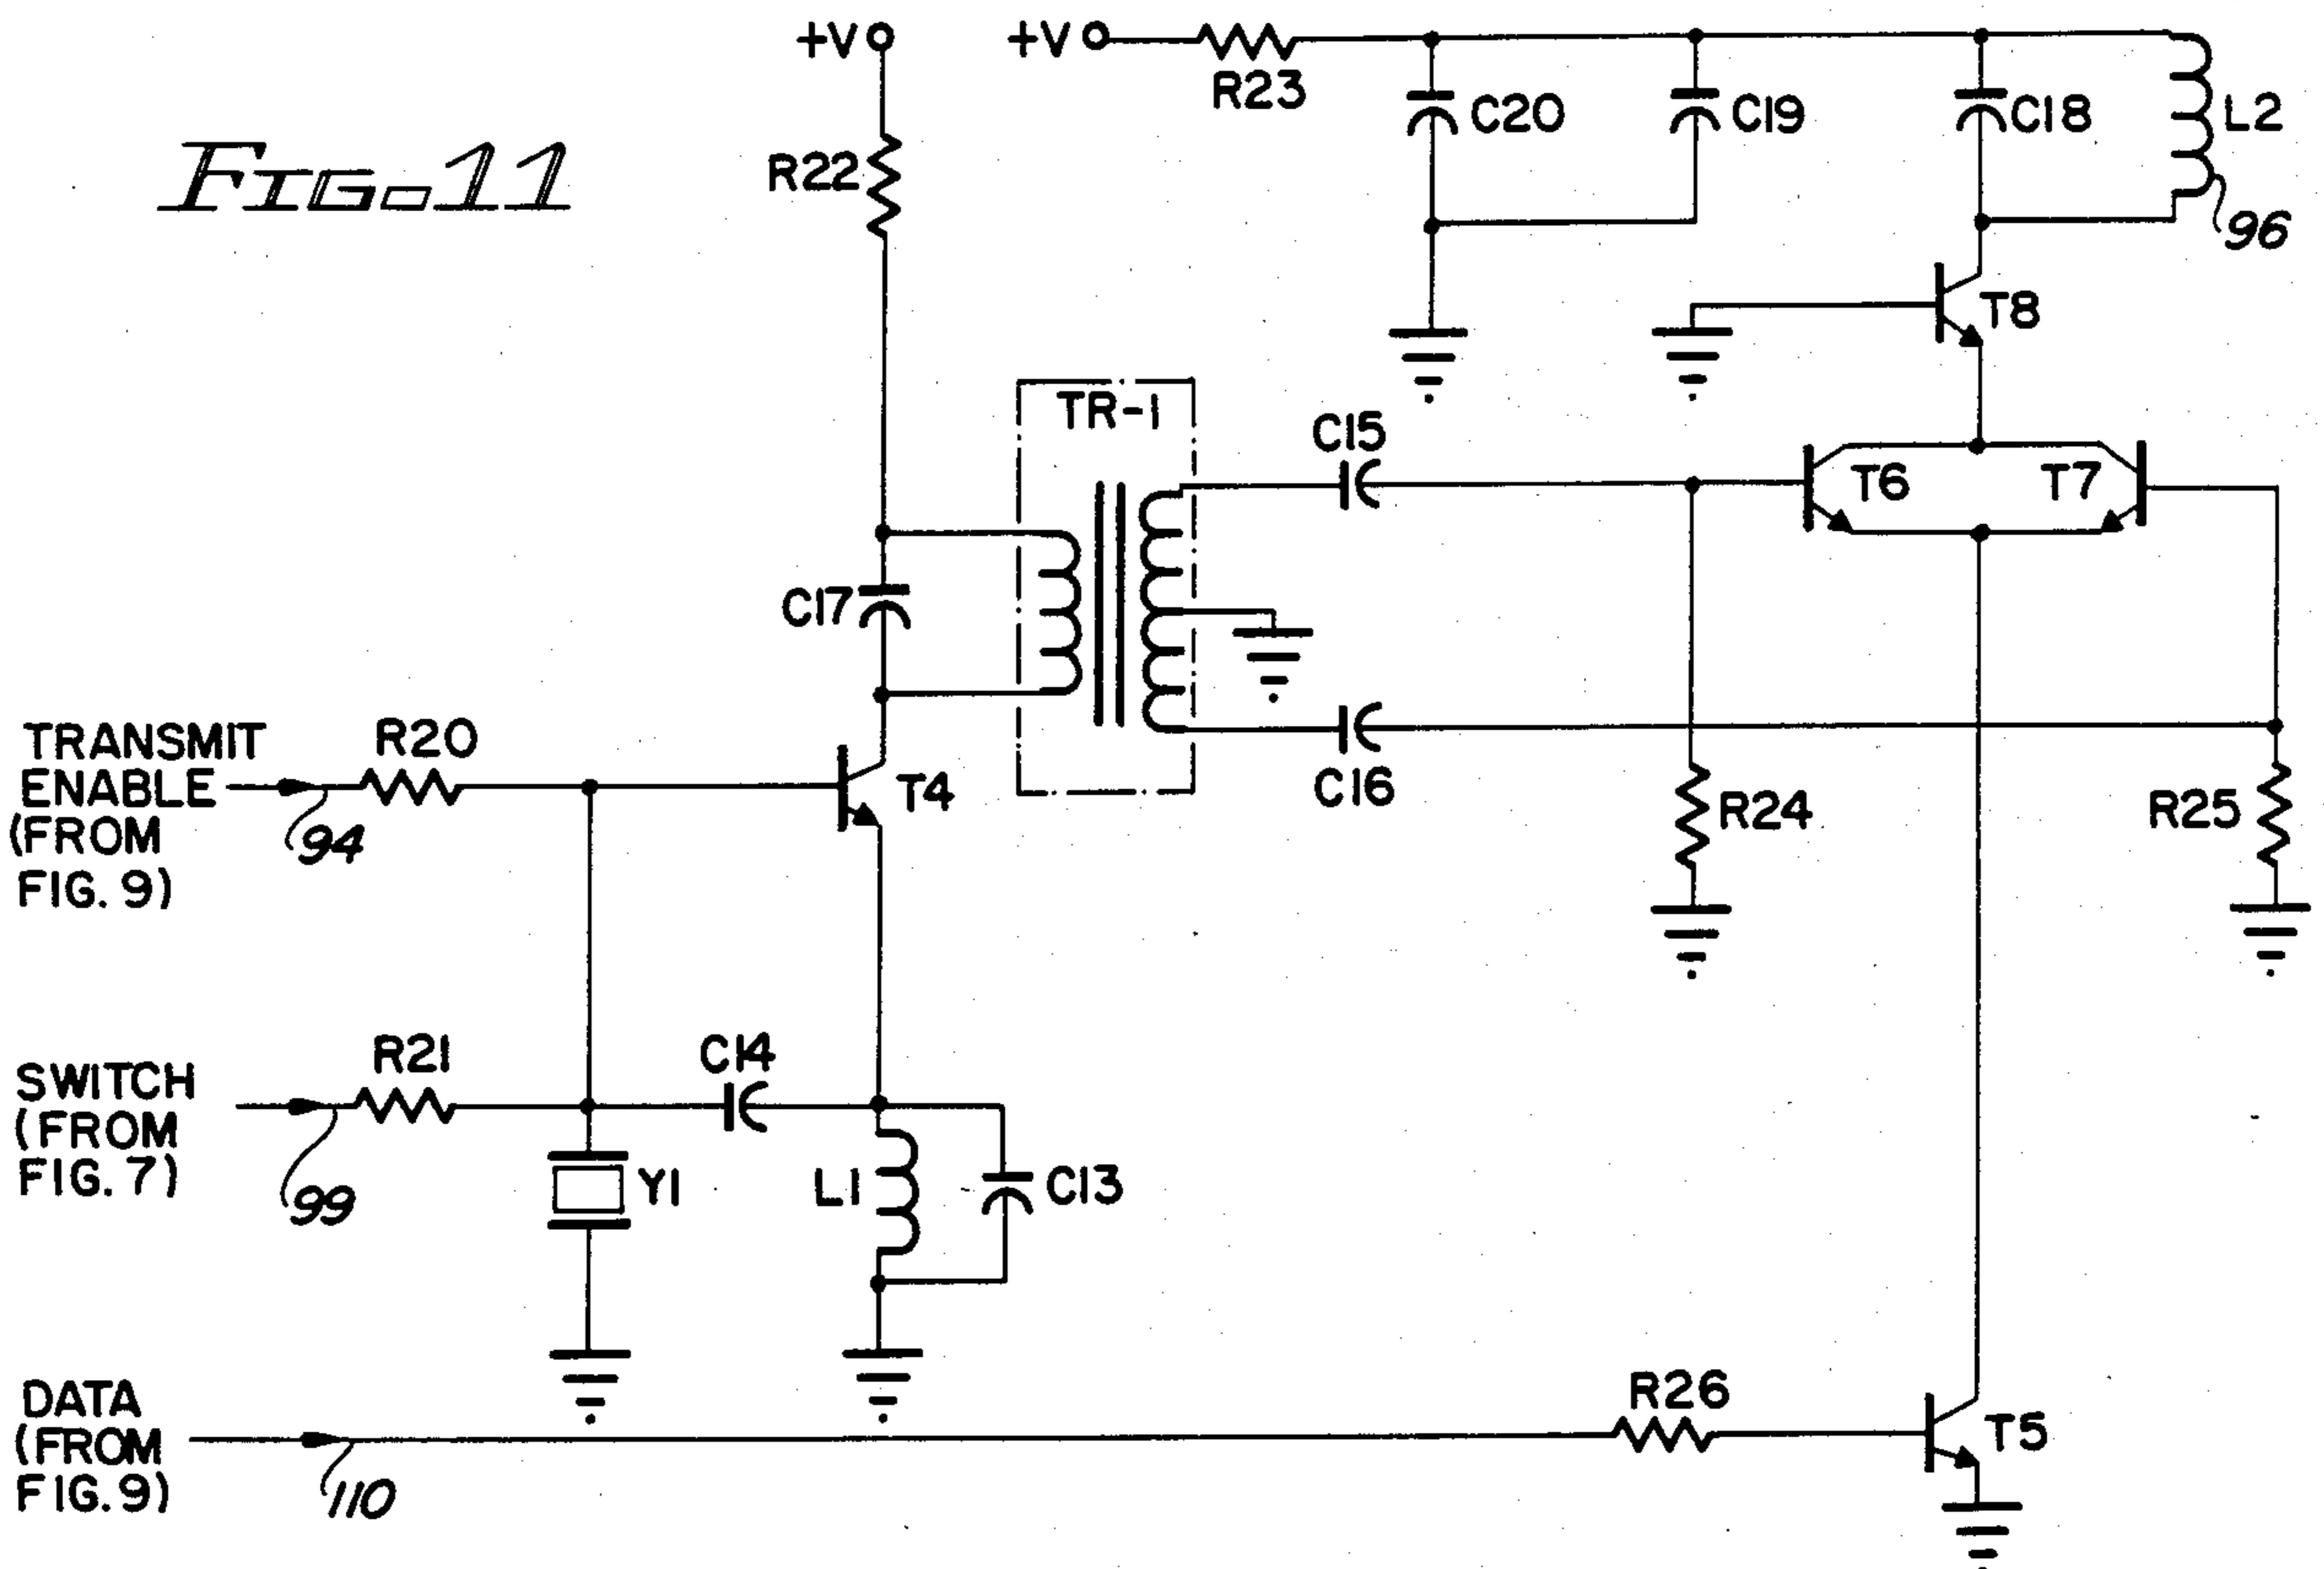 +V
+V
R23
C20
C19
C18
L2
FIG. 11
R22
96
T8
TR-1
C15
T6
T7
C17
TRANSMIT
ENABLE
(FROM
FIG. 9)
94
R20
T4
C16
R24
R25
SWITCH
(FROM
FIG. 7)
99
R21
C14
Y1
L1
C13
DATA
(FROM
FIG. 9)
110
R26
T5